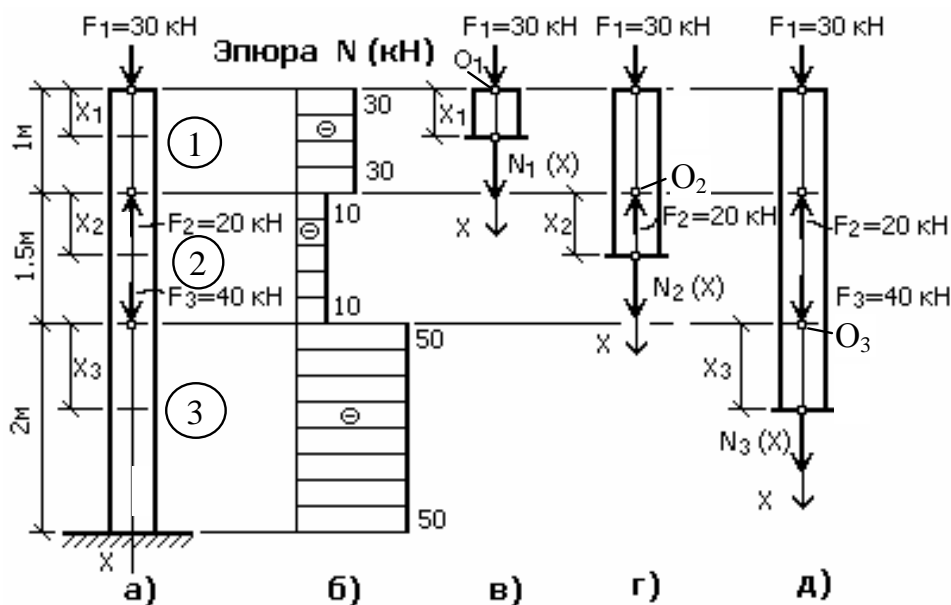 F₁=30 кН
F₁=30 кН
F₁=30 кН
F₁=30 кН
Эпюра N (кН)
O₁
1м
X₁
1
30
⊖
30
X₁
N₁ (X)
X
O₂
X₂
F₂=20 кН
1.5м
X₂
F₂=20 кН
2
10
⊖
10
N₂ (X)
X
F₂=20 кН
F₃=40 кН
F₃=40 кН
O₃
2м
X₃
3
50
⊖
50
X₃
N₃ (X)
X
X
а)
б)
в)
г)
д)